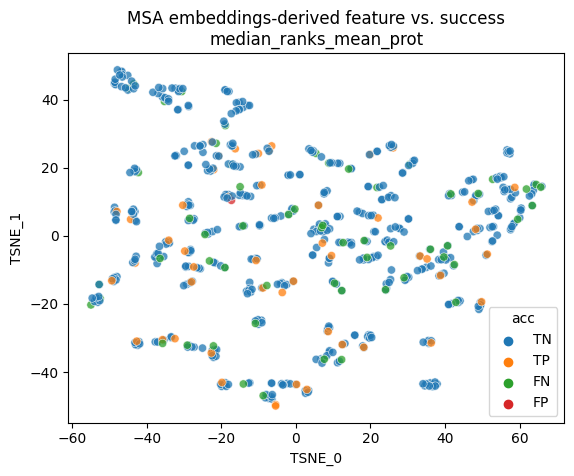 MSA embeddings-derived feature vs. success
median_ranks_mean_prot
TSNE_1
40
20
0
−20
−40
−60
−40
−20
0
20
40
60
TSNE_0
acc
TN
TP
FN
FP